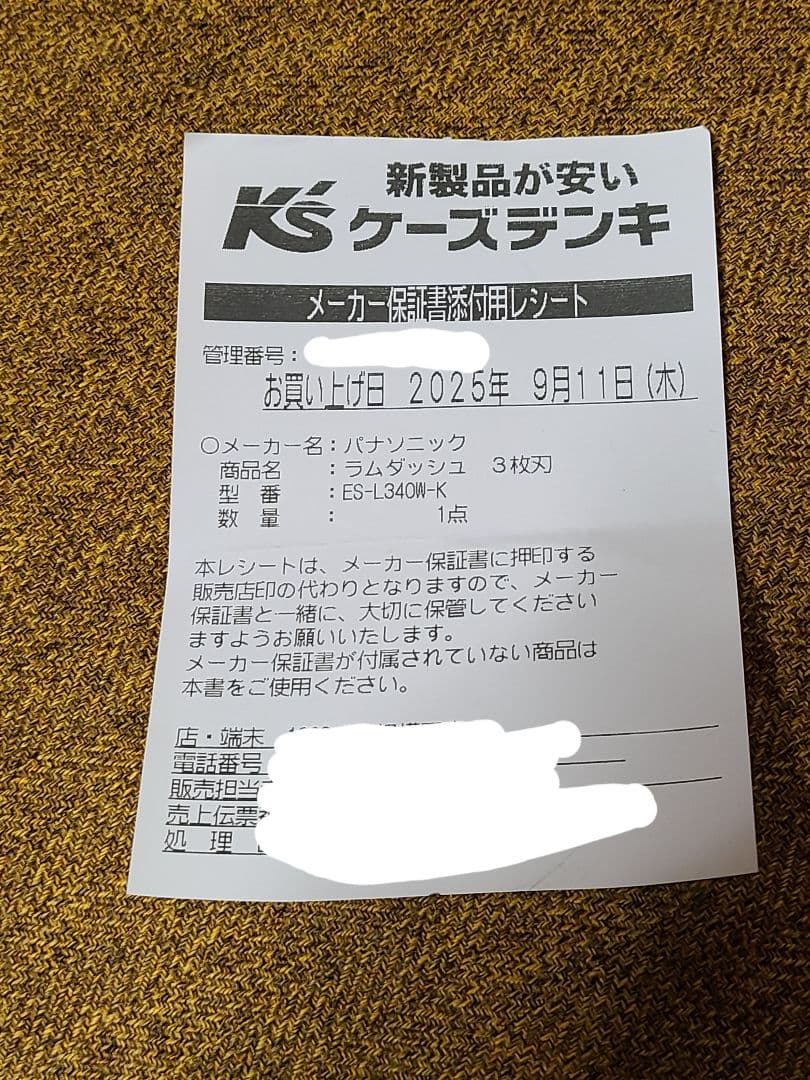 新製品が安い
K's ケーズデンキ
メーカー保証書添付用レシート
管理番号：
お買い上げ日 2025年 9月11日(木)
○メーカー名：パナソニック
商品名 ：ラムダッシュ 3枚刃
型 番 ：ES-L340W-K
数 量 ： 1点
本レシートは、メーカー保証書に押印する
販売店印の代わりとなりますので、メーカー
保証書と一緒に、大切に保管してください
ますようお願いいたします。
メーカー保証書が付属されていない商品は
本書をご使用ください。
店・端末
電話番号
販売担当
売上伝票
処 理